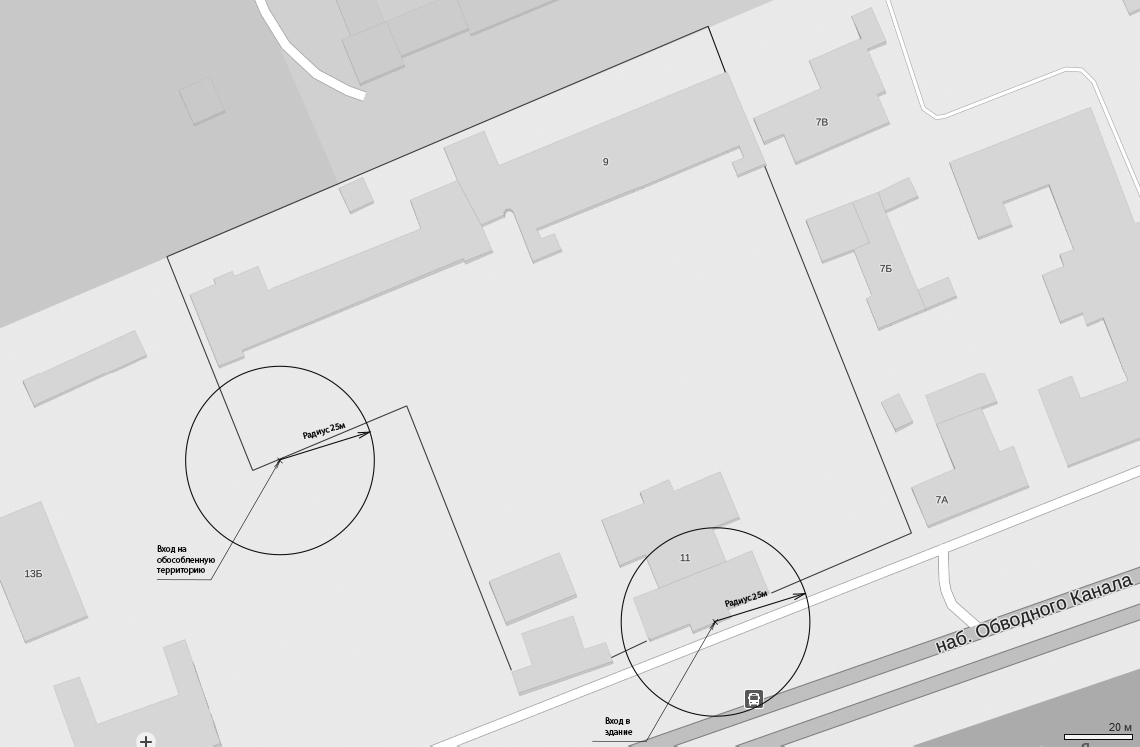 7В
9
7Б
Радиус 25м
7А
Вход на
обособленную
территорию
11
13Б
Радиус 25м
наб. Обводного Канала
Вход в
здание
20 м